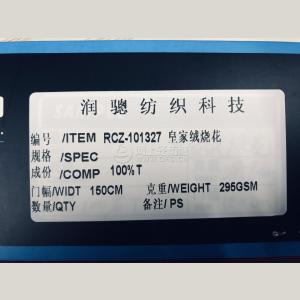 润骢纺织科技
编号 /ITEM RCZ-101327 皇家绒烧花
规格 /SPEC
成份 /COMP 100%T
门幅/WIDT 150CM 克重/WEIGHT 295GSM
数量/QTY 备注/ PS